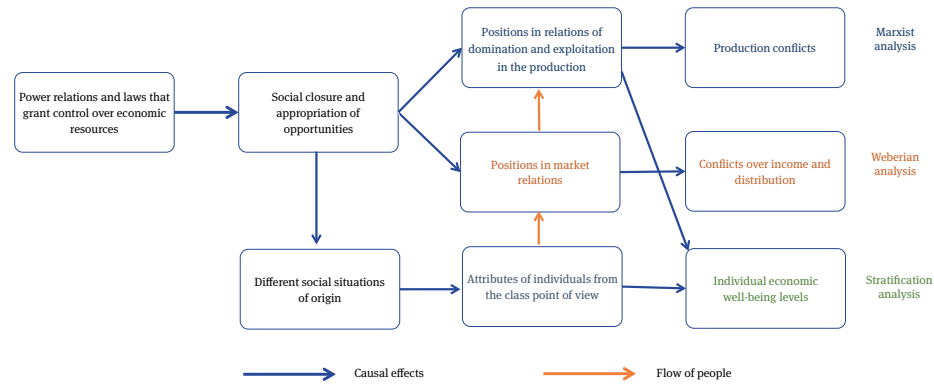 Power relations and laws that
grant control over economic
resources
Social closure and
appropriation of
opportunities
Positions in relations of
domination and exploitation
in the production
Production conflicts
Marxist
analysis
Positions in market
relations
Conflicts over income and
distribution
Weberian
analysis
Different social situations
of origin
Attributes of individuals from
the class point of view
Individual economic
well-being levels
Stratification
analysis
Causal effects
Flow of people